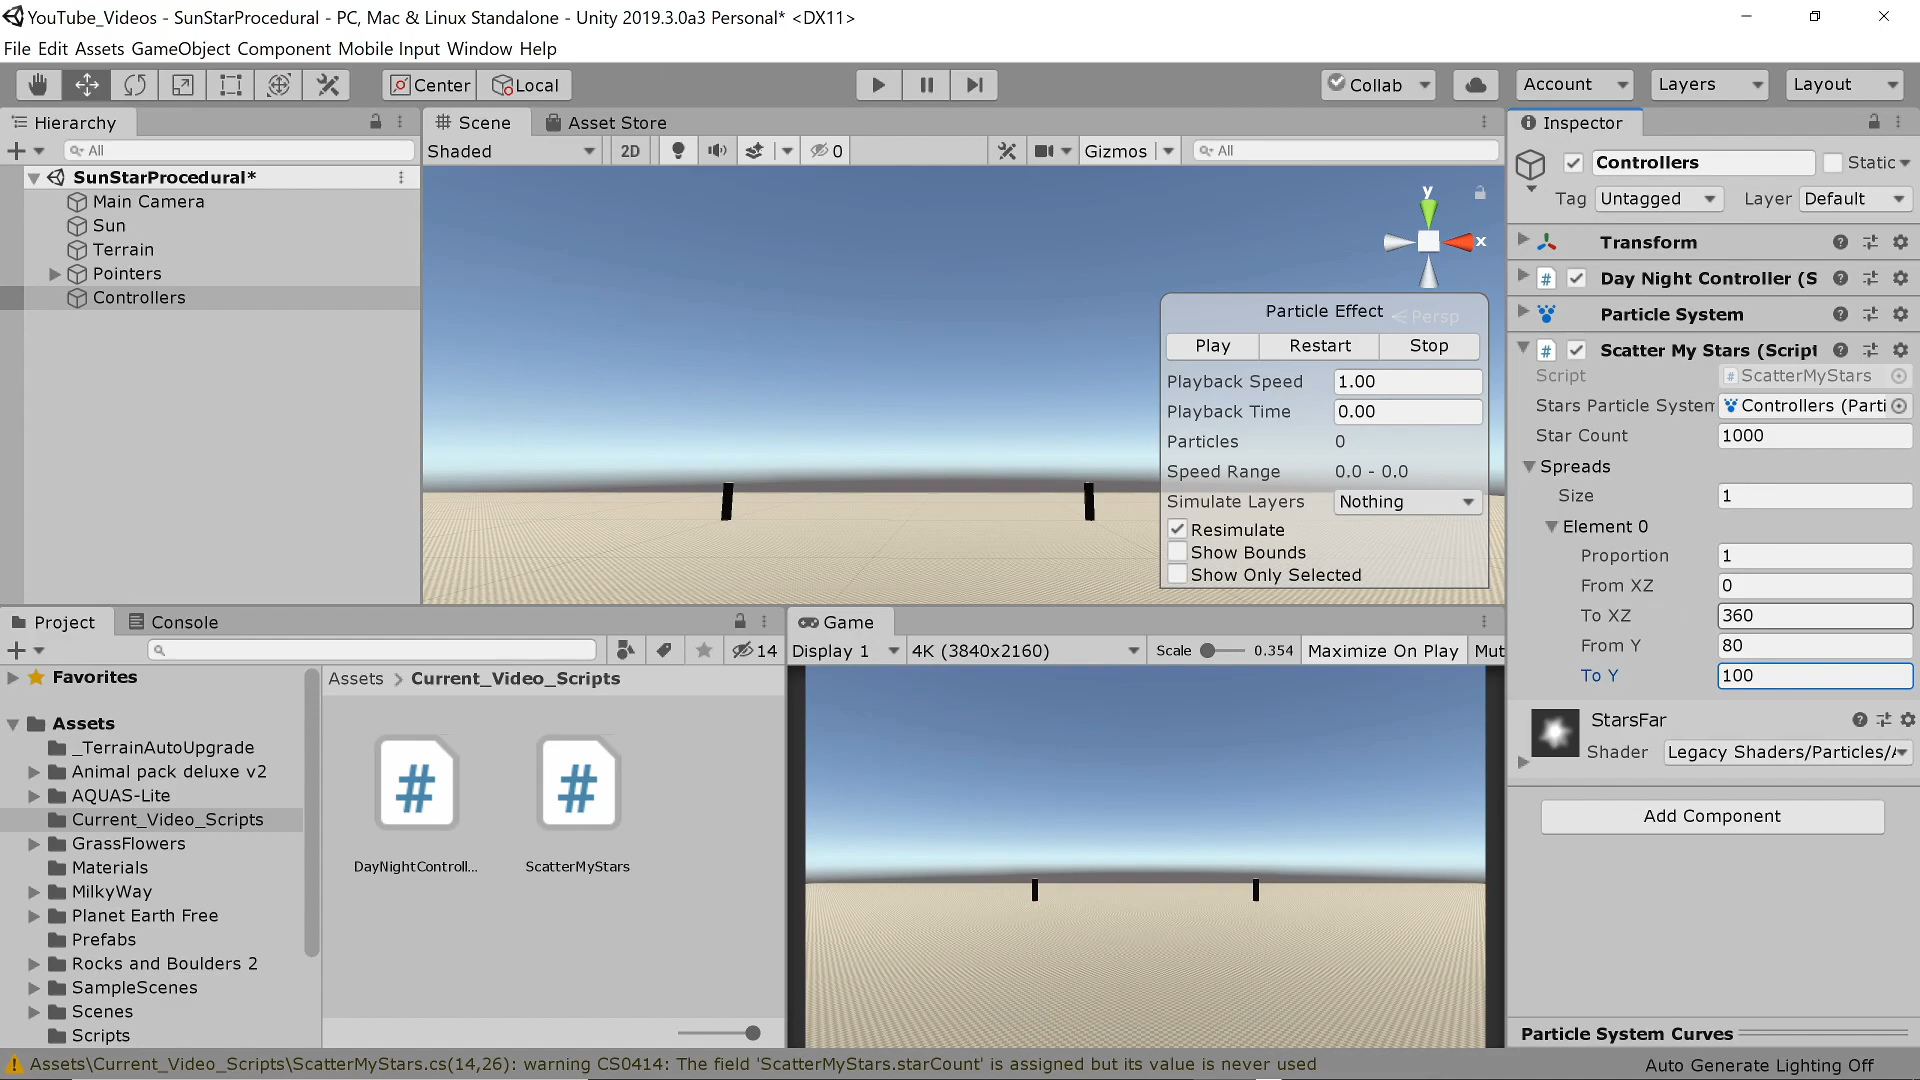 YouTube_Videos - SunStarProcedural - PC, Mac & Linux Standalone - Unity 2019.3.0a3 Personal* <DX11>
File Edit Assets GameObject Component Mobile Input Window Help
Center Local Collab Account Layers Layout
Hierarchy
All
SunStarProcedural*
Main Camera
Sun
Terrain
Pointers
Controllers
Scene Asset Store
Shaded 2D 0 Gizmos All
y
x
Persp
Particle Effect
Play Restart Stop
Playback Speed 1.00
Playback Time 0.00
Particles 0
Speed Range 0.0 - 0.0
Simulate Layers Nothing
Resimulate
Show Bounds
Show Only Selected
Inspector
Controllers Static
Tag Untagged Layer Default
Transform
Day Night Controller (S
Particle System
Scatter My Stars (Script
Script # ScatterMyStars
Stars Particle System Controllers (Parti
Star Count 1000
Spreads
Size 1
Element 0
Proportion 1
From XZ 0
To XZ 360
From Y 80
To Y 100
StarsFar
Shader Legacy Shaders/Particles/A
Add Component
Particle System Curves
Project Console
14
Favorites
Assets
_TerrainAutoUpgrade
Animal pack deluxe v2
AQUAS-Lite
Current_Video_Scripts
GrassFlowers
Materials
MilkyWay
Planet Earth Free
Prefabs
Rocks and Boulders 2
SampleScenes
Scenes
Scripts
Assets > Current_Video_Scripts
# #
DayNightControll... ScatterMyStars
Game
Display 1 4K (3840x2160) Scale 0.354 Maximize On Play Mut
Assets\Current_Video_Scripts\ScatterMyStars.cs(14,26): warning CS0414: The field 'ScatterMyStars.starCount' is assigned but its value is never used
Auto Generate Lighting Off